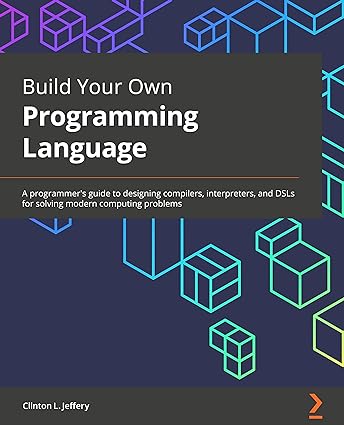 Build Your Own
Programming
Language
A programmer's guide to designing compilers, interpreters, and DSLs
for solving modern computing problems
Clinton L. Jeffery